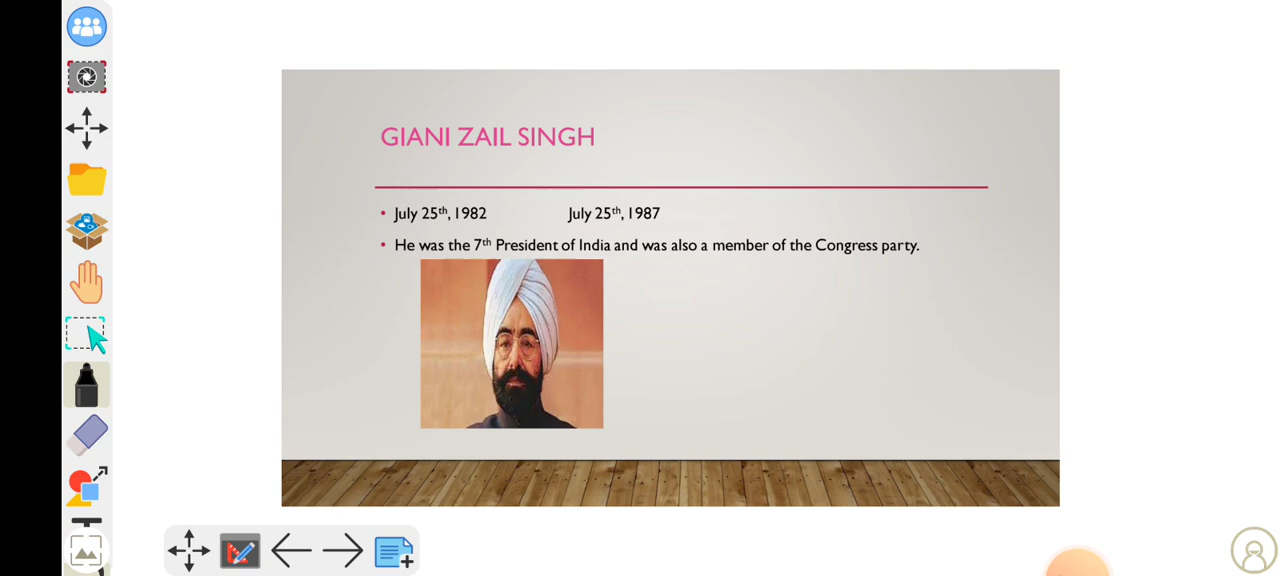 GIANI ZAIL SINGH
• July 25th, 1982 July 25th, 1987
• He was the 7th President of India and was also a member of the Congress party.